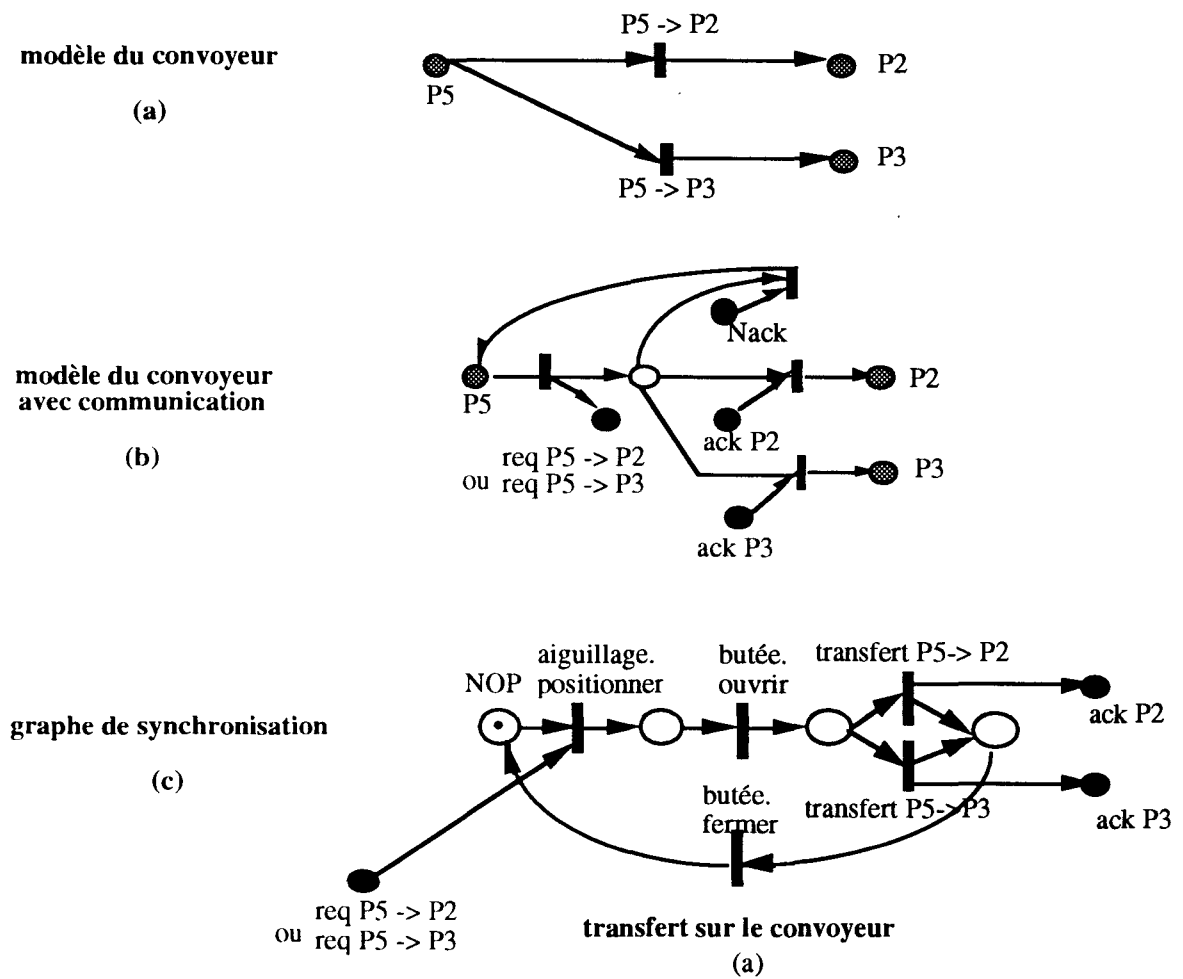 modèle du convoyeur
(a)
P5 -> P2
P5
P2
P3
P5 -> P3
modèle du convoyeur
avec communication
(b)
Nack
P5
P2
req P5 -> P2
ou req P5 -> P3
ack P2
P3
ack P3
graphe de synchronisation
(c)
NOP
aiguillage.
positionner
butée.
ouvrir
transfert P5-> P2
ack P2
butée.
fermer
transfert P5->P3
ack P3
req P5 -> P2
ou req P5 -> P3
transfert sur le convoyeur
(a)